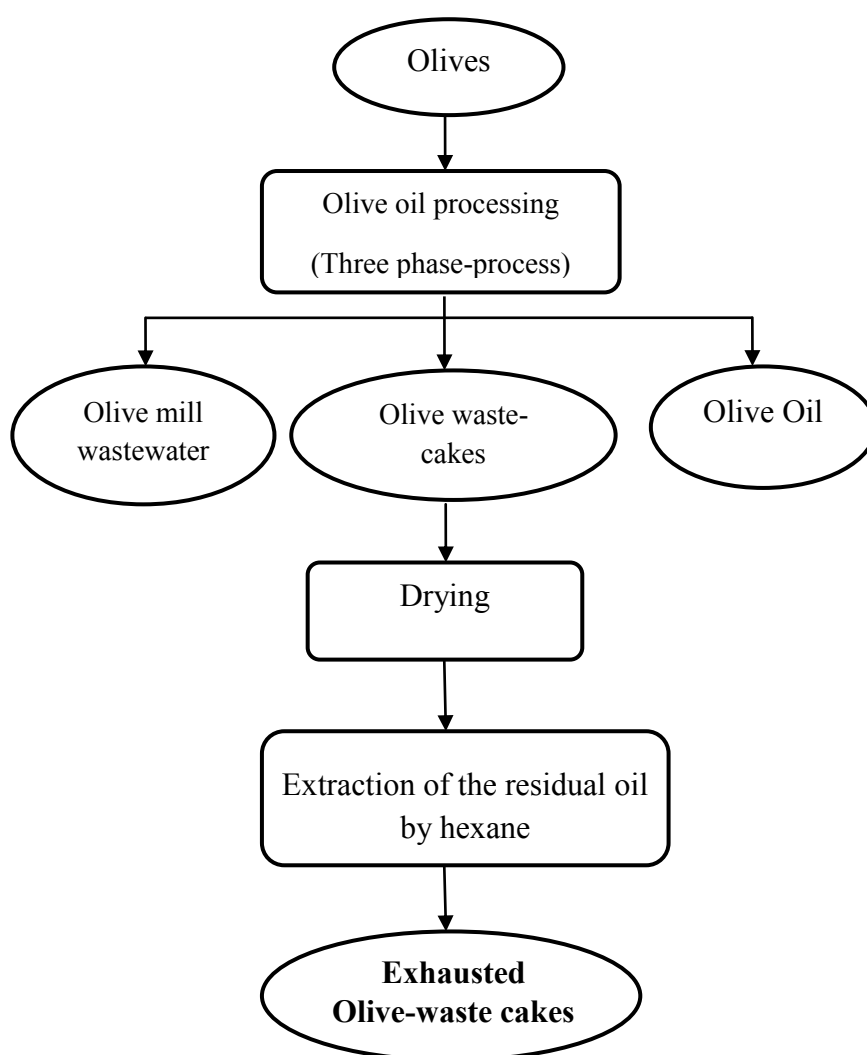 Olives
Olive oil processing
(Three phase-process)
Olive mill
wastewater
Olive waste-
cakes
Olive Oil
Drying
Extraction of the residual oil
by hexane
Exhausted
Olive-waste cakes